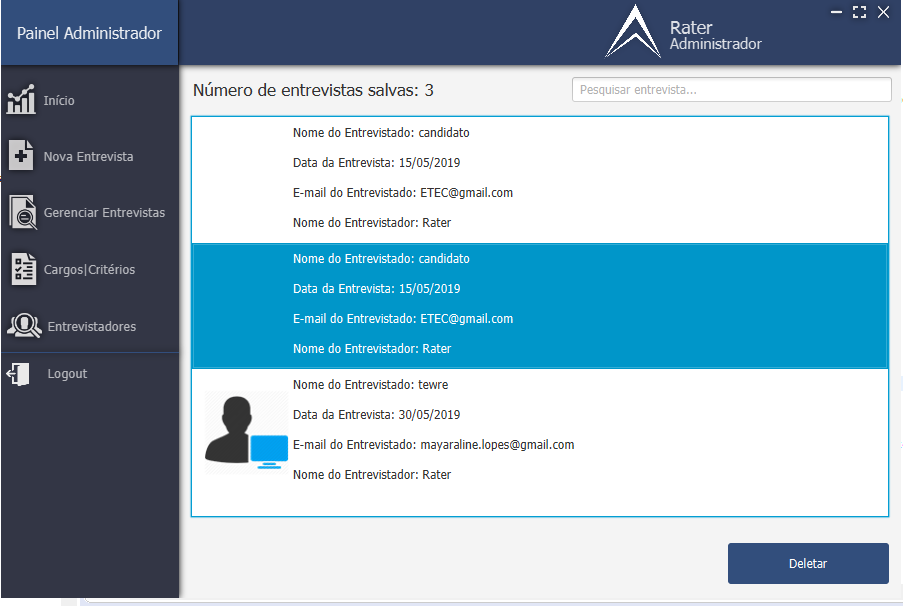 Painel Administrador
Rater
Administrador
Início
Nova Entrevista
Gerenciar Entrevistas
Cargos|Critérios
Entrevistadores
Logout
Número de entrevistas salvas: 3
Pesquisar entrevista...
Nome do Entrevistado: candidato
Data da Entrevista: 15/05/2019
E-mail do Entrevistado: ETEC@gmail.com
Nome do Entrevistador: Rater
Nome do Entrevistado: candidato
Data da Entrevista: 15/05/2019
E-mail do Entrevistado: ETEC@gmail.com
Nome do Entrevistador: Rater
Nome do Entrevistado: tewre
Data da Entrevista: 30/05/2019
E-mail do Entrevistado: mayaraline.lopes@gmail.com
Nome do Entrevistador: Rater
Deletar